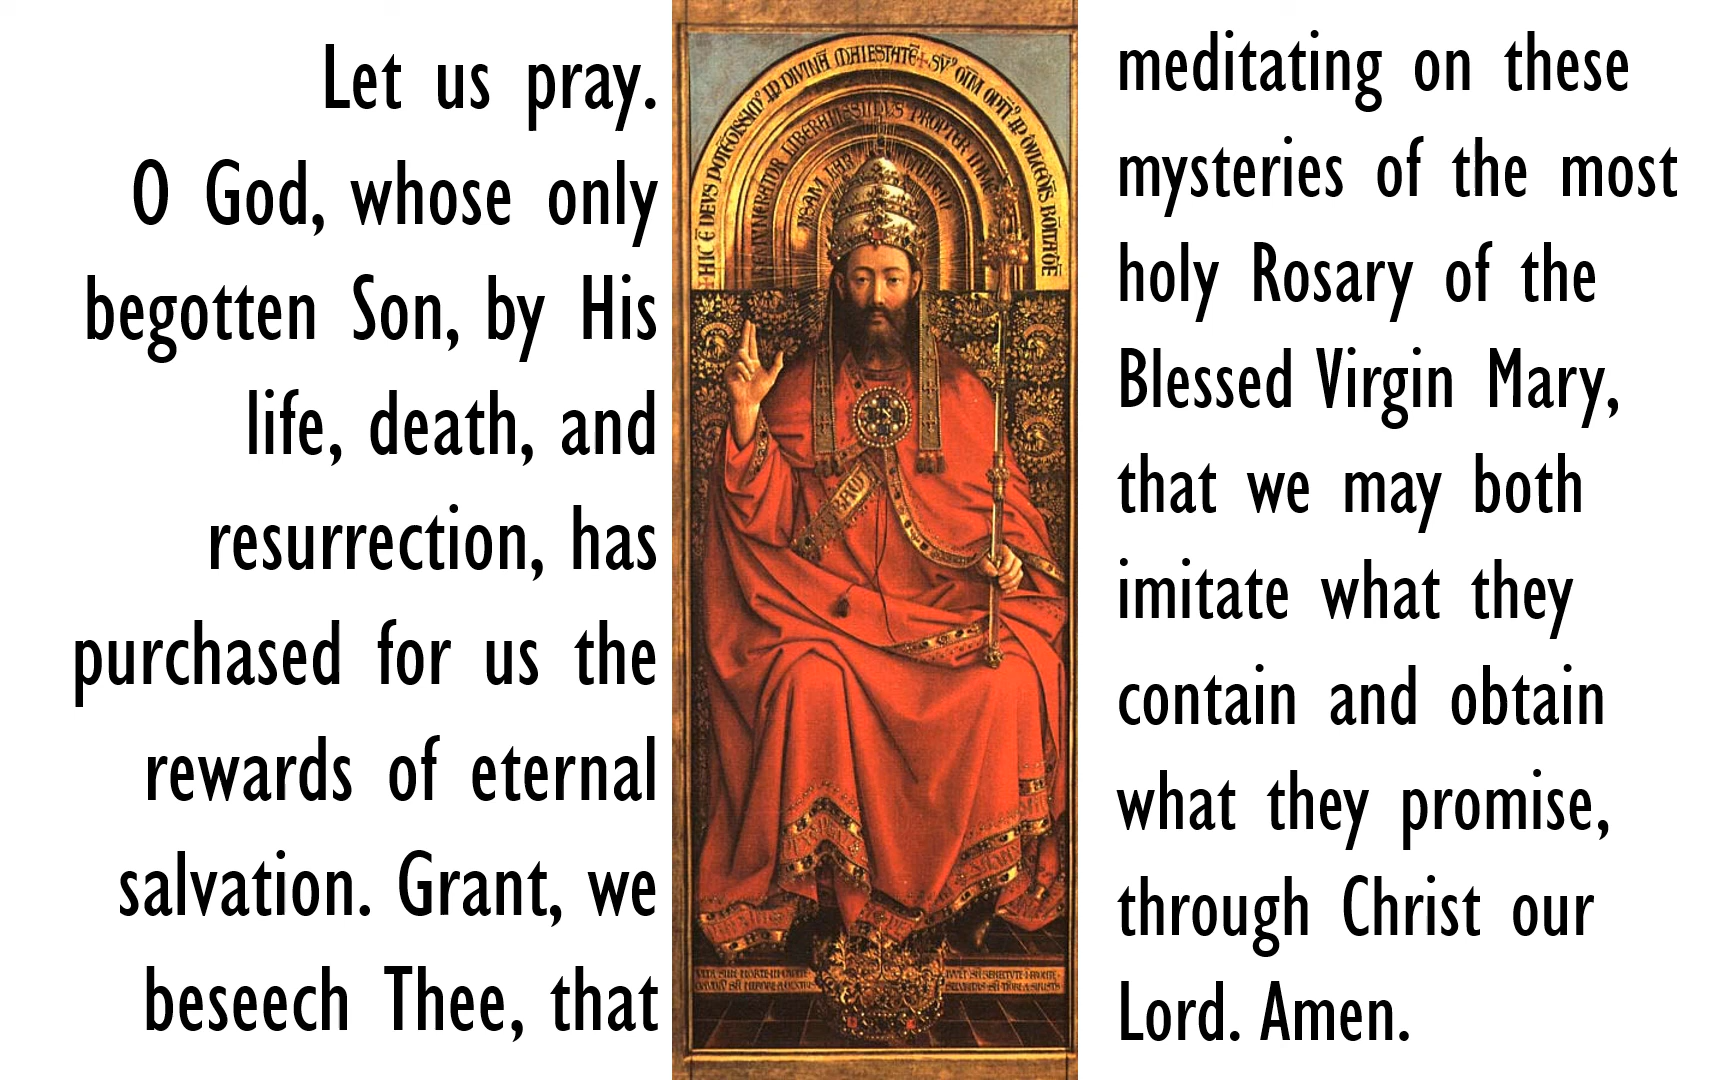 Let us pray.
O God, whose only
begotten Son, by His
life, death, and
resurrection, has
purchased for us the
rewards of eternal
salvation. Grant, we
beseech Thee, that
meditating on these
mysteries of the most
holy Rosary of the
Blessed Virgin Mary,
that we may both
imitate what they
contain and obtain
what they promise,
through Christ our
Lord. Amen.